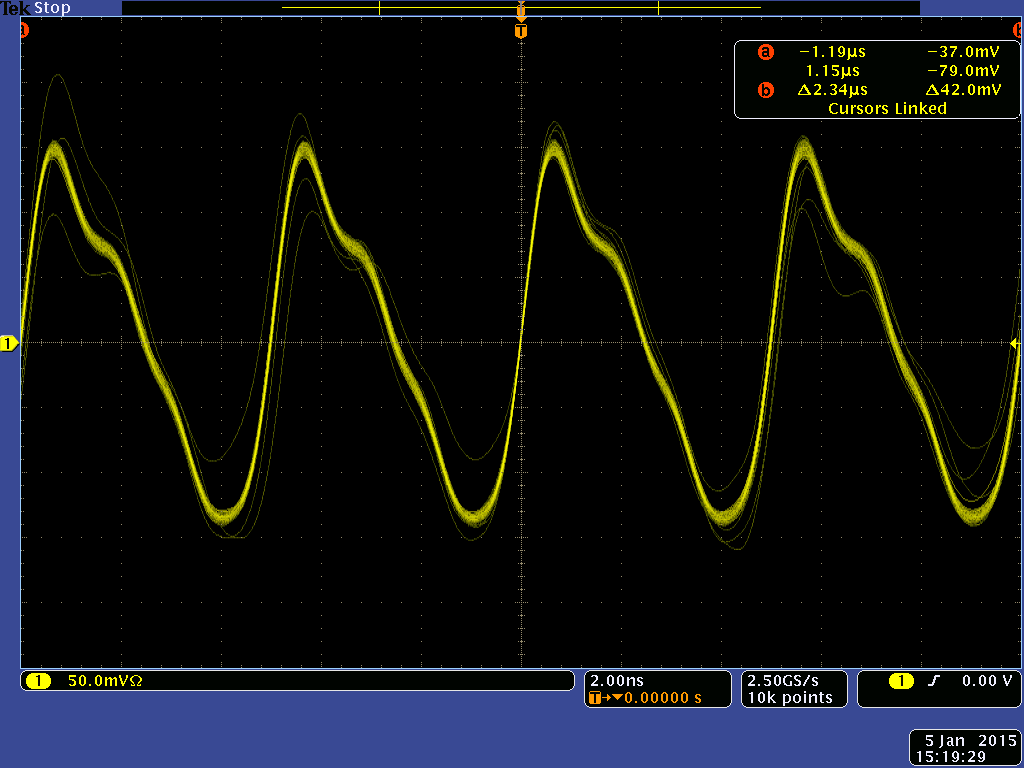 Tek Stop
T
a T b
a −1.19μs −37.0mV
1.15μs −79.0mV
b Δ2.34μs Δ42.0mV
Cursors Linked
1
1 50.0mVΩ
2.00ns
T→▼0.00000 s
2.50GS/s
10k points
1 0.00 V
5 Jan 2015
15:19:29